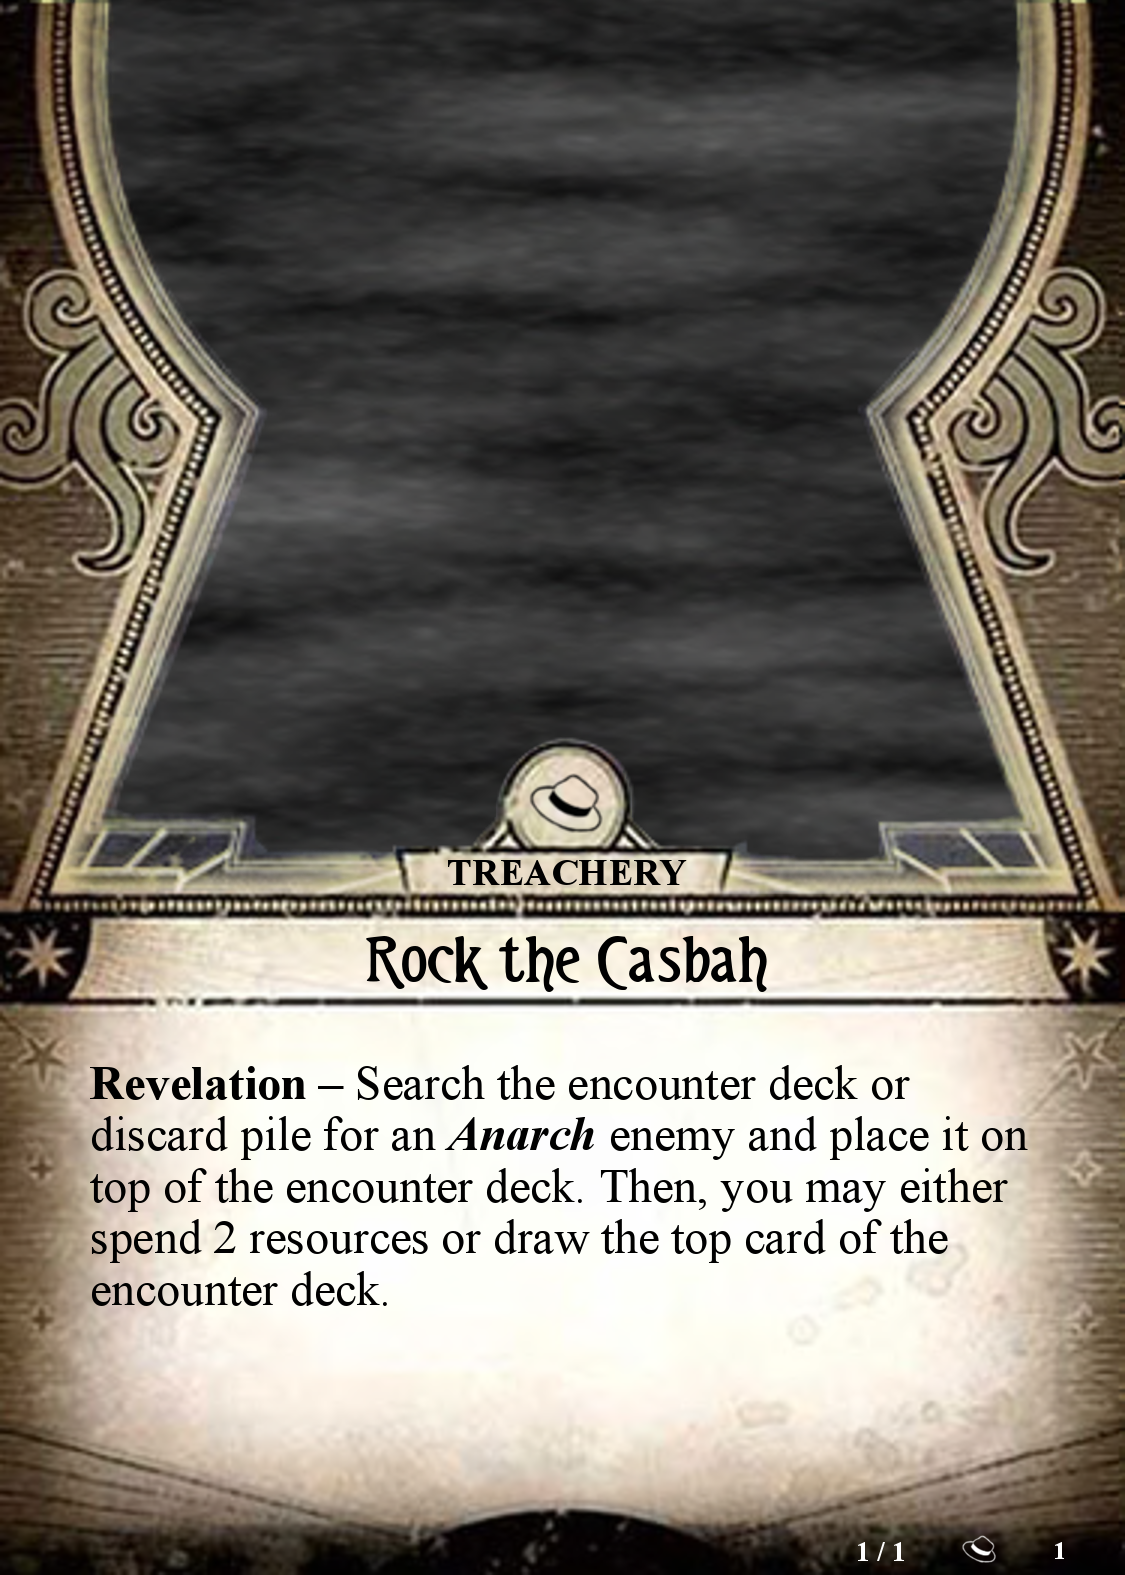 TREACHERY
Rock the Casbah
Revelation – Search the encounter deck or
discard pile for an Anarch enemy and place it on
top of the encounter deck. Then, you may either
spend 2 resources or draw the top card of the
encounter deck.
1 / 1 1